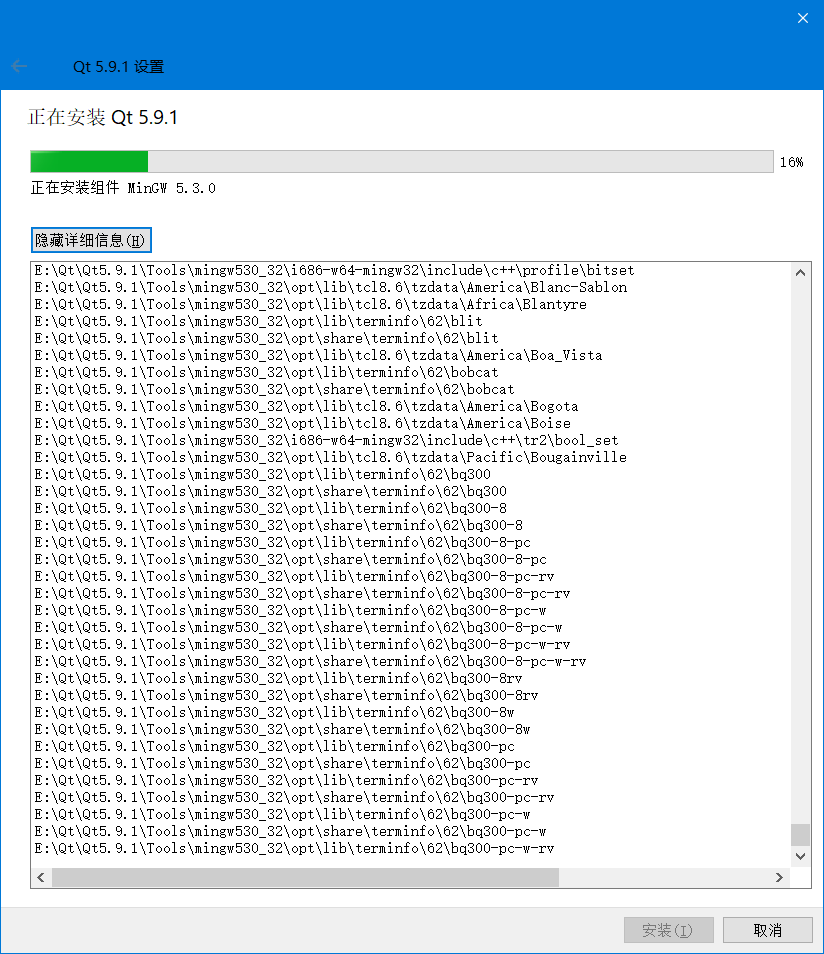 Qt 5.9.1 设置
正在安装 Qt 5.9.1
16%
正在安装组件 MinGW 5.3.0
隐藏详细信息(H)
E:\Qt\Qt5.9.1\Tools\mingw530_32\i686-w64-mingw32\include\c++\profile\bitset
E:\Qt\Qt5.9.1\Tools\mingw530_32\opt\lib\tcl8.6\tzdata\America\Blanc-Sablon
E:\Qt\Qt5.9.1\Tools\mingw530_32\opt\lib\tcl8.6\tzdata\Africa\Blantyre
E:\Qt\Qt5.9.1\Tools\mingw530_32\opt\lib\terminfo\62\blit
E:\Qt\Qt5.9.1\Tools\mingw530_32\opt\share\terminfo\62\blit
E:\Qt\Qt5.9.1\Tools\mingw530_32\opt\lib\tcl8.6\tzdata\America\Boa_Vista
E:\Qt\Qt5.9.1\Tools\mingw530_32\opt\lib\terminfo\62\bobcat
E:\Qt\Qt5.9.1\Tools\mingw530_32\opt\share\terminfo\62\bobcat
E:\Qt\Qt5.9.1\Tools\mingw530_32\opt\lib\tcl8.6\tzdata\America\Bogota
E:\Qt\Qt5.9.1\Tools\mingw530_32\opt\lib\tcl8.6\tzdata\America\Boise
E:\Qt\Qt5.9.1\Tools\mingw530_32\i686-w64-mingw32\include\c++\tr2\bool_set
E:\Qt\Qt5.9.1\Tools\mingw530_32\opt\lib\tcl8.6\tzdata\Pacific\Bougainville
E:\Qt\Qt5.9.1\Tools\mingw530_32\opt\lib\terminfo\62\bq300
E:\Qt\Qt5.9.1\Tools\mingw530_32\opt\share\terminfo\62\bq300
E:\Qt\Qt5.9.1\Tools\mingw530_32\opt\lib\terminfo\62\bq300-8
E:\Qt\Qt5.9.1\Tools\mingw530_32\opt\share\terminfo\62\bq300-8
E:\Qt\Qt5.9.1\Tools\mingw530_32\opt\lib\terminfo\62\bq300-8-pc
E:\Qt\Qt5.9.1\Tools\mingw530_32\opt\share\terminfo\62\bq300-8-pc
E:\Qt\Qt5.9.1\Tools\mingw530_32\opt\lib\terminfo\62\bq300-8-pc-rv
E:\Qt\Qt5.9.1\Tools\mingw530_32\opt\share\terminfo\62\bq300-8-pc-rv
E:\Qt\Qt5.9.1\Tools\mingw530_32\opt\lib\terminfo\62\bq300-8-pc-w
E:\Qt\Qt5.9.1\Tools\mingw530_32\opt\share\terminfo\62\bq300-8-pc-w
E:\Qt\Qt5.9.1\Tools\mingw530_32\opt\lib\terminfo\62\bq300-8-pc-w-rv
E:\Qt\Qt5.9.1\Tools\mingw530_32\opt\share\terminfo\62\bq300-8-pc-w-rv
E:\Qt\Qt5.9.1\Tools\mingw530_32\opt\lib\terminfo\62\bq300-8rv
E:\Qt\Qt5.9.1\Tools\mingw530_32\opt\share\terminfo\62\bq300-8rv
E:\Qt\Qt5.9.1\Tools\mingw530_32\opt\lib\terminfo\62\bq300-8w
E:\Qt\Qt5.9.1\Tools\mingw530_32\opt\share\terminfo\62\bq300-8w
E:\Qt\Qt5.9.1\Tools\mingw530_32\opt\lib\terminfo\62\bq300-pc
E:\Qt\Qt5.9.1\Tools\mingw530_32\opt\share\terminfo\62\bq300-pc
E:\Qt\Qt5.9.1\Tools\mingw530_32\opt\lib\terminfo\62\bq300-pc-rv
E:\Qt\Qt5.9.1\Tools\mingw530_32\opt\share\terminfo\62\bq300-pc-rv
E:\Qt\Qt5.9.1\Tools\mingw530_32\opt\lib\terminfo\62\bq300-pc-w
E:\Qt\Qt5.9.1\Tools\mingw530_32\opt\share\terminfo\62\bq300-pc-w
E:\Qt\Qt5.9.1\Tools\mingw530_32\opt\lib\terminfo\62\bq300-pc-w-rv
安装(I) 取消